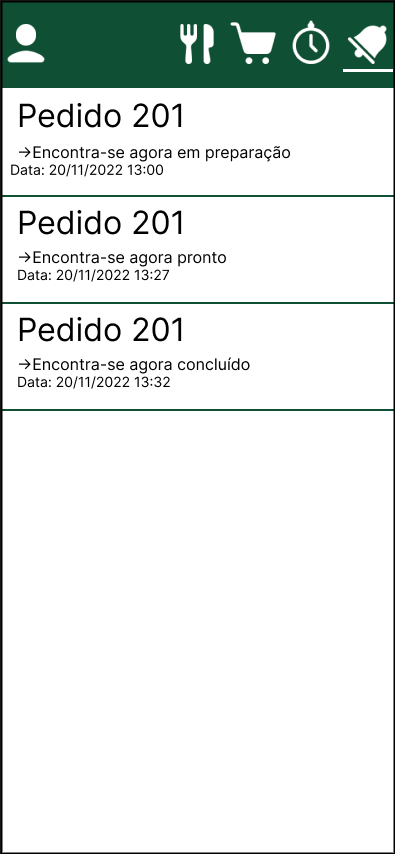 Pedido 201
→Encontra-se agora em preparação
Data: 20/11/2022 13:00
Pedido 201
→Encontra-se agora pronto
Data: 20/11/2022 13:27
Pedido 201
→Encontra-se agora concluído
Data: 20/11/2022 13:32